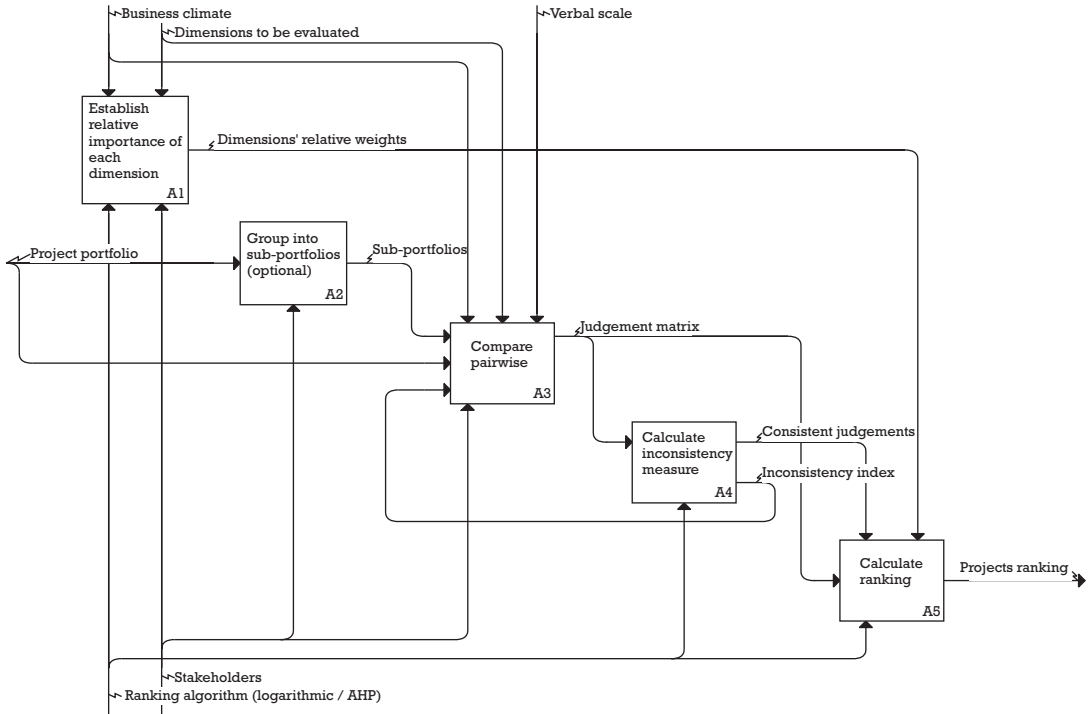 Business climate
Dimensions to be evaluated
Verbal scale
Establish
relative
importance of
each
dimension
A1
Dimensions' relative weights
Project portfolio
Group into
sub-portfolios
(optional)
A2
Sub-portfolios
Compare
pairwise
A3
Judgement matrix
Calculate
inconsistency
measure
A4
Consistent judgements
Inconsistency index
Calculate
ranking
A5
Projects ranking
Stakeholders
Ranking algorithm (logarithmic / AHP)